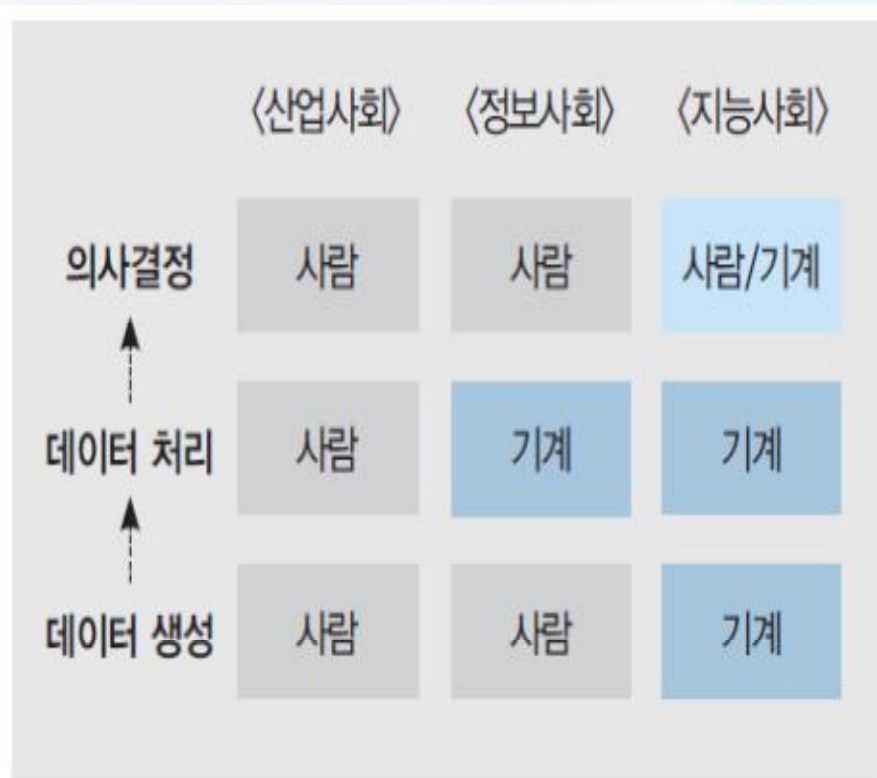 〈산업사회〉 〈정보사회〉 〈지능사회〉
의사결정 사람 사람 사람/기계
데이터 처리 사람 기계 기계
데이터 생성 사람 사람 기계